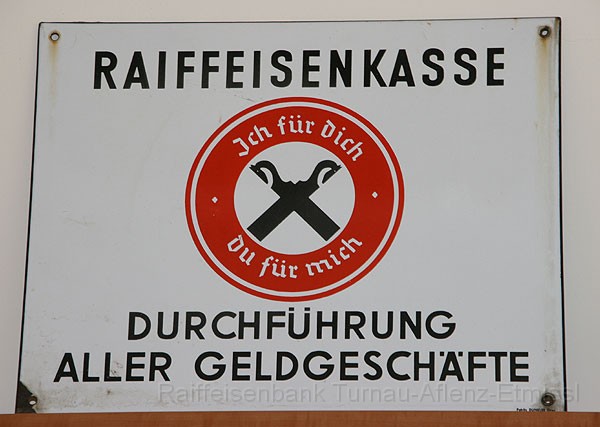 RAIFFEISENKASSE
Ich für dich
du für mich
DURCHFÜHRUNG
ALLER GELDGESCHÄFTE
Raiffeisenbank Turnau-Aflenz-Etmissl